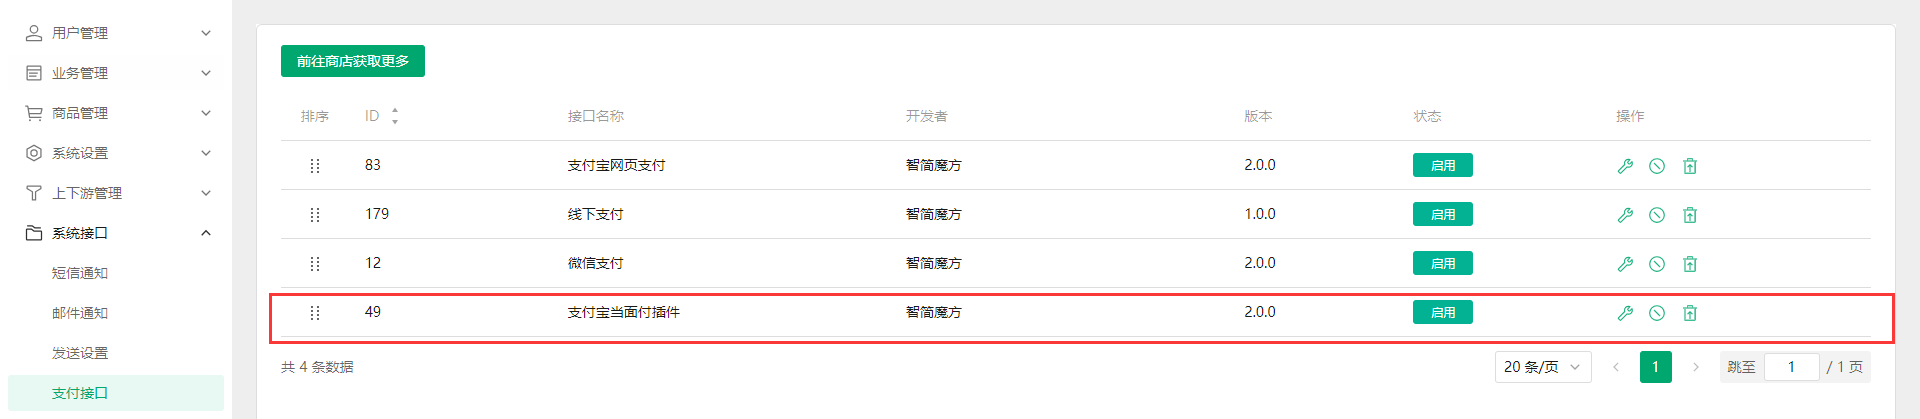 用户管理
业务管理
商品管理
系统设置
上下游管理
系统接口
短信通知
邮件通知
发送设置
支付接口
前往商店获取更多
排序 ID 接口名称 开发者 版本 状态 操作
83 支付宝网页支付 智简魔方 2.0.0 启用
179 线下支付 智简魔方 1.0.0 启用
12 微信支付 智简魔方 2.0.0 启用
49 支付宝当面付插件 智简魔方 2.0.0 启用
共 4 条数据 20 条/页 1 跳至 1 / 1 页